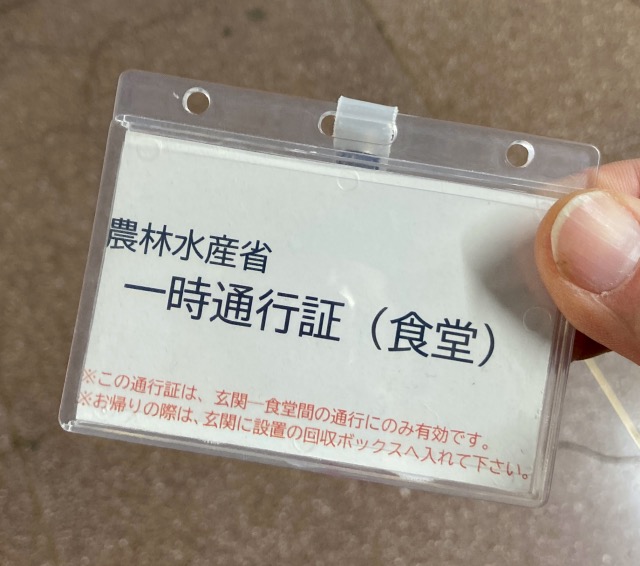 農林水産省
一時通行証（食堂）
※この通行証は、玄関―食堂間の通行にのみ有効です。
※お帰りの際は、玄関に設置の回収ボックスへ入れて下さい。